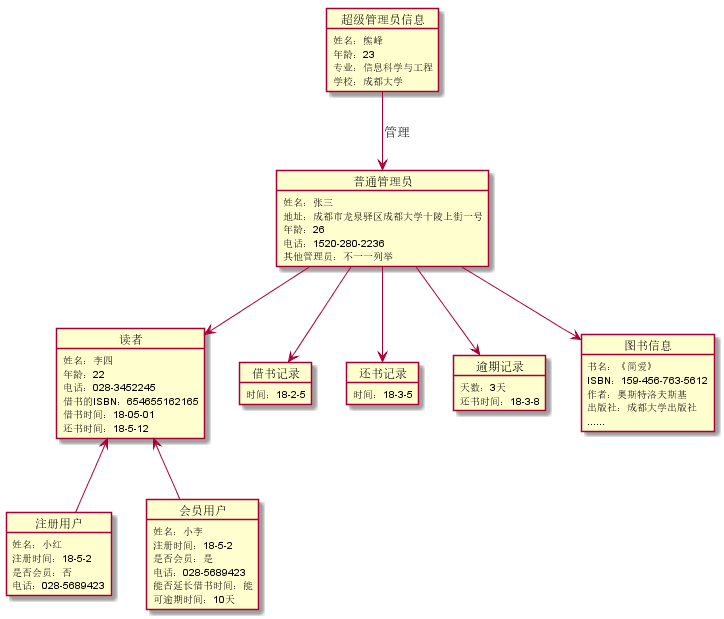 超级管理员信息
姓名：熊峰
年龄：23
专业：信息科学与工程
学校：成都大学
管理
普通管理员
姓名：张三
地址：成都市龙泉驿区成都大学十陵上街一号
年龄：26
电话：1520-280-2236
其他管理员：不一一列举
读者
姓名：李四
年龄：22
电话：028-3452245
借书的ISBN：654655162165
借书时间：18-05-01
还书时间：18-5-12
借书记录
时间：18-2-5
还书记录
时间：18-3-5
逾期记录
天数：3天
还书时间：18-3-8
图书信息
书名：《简爱》
ISBN：159-456-763-5612
作者：奥斯特洛夫斯基
出版社：成都大学出版社
......
注册用户
姓名：小红
注册时间：18-5-2
是否会员：否
电话：028-5689423
会员用户
姓名：小李
注册时间：18-5-2
是否会员：是
电话：028-5689423
能否延长借书时间：能
可逾期时间：10天